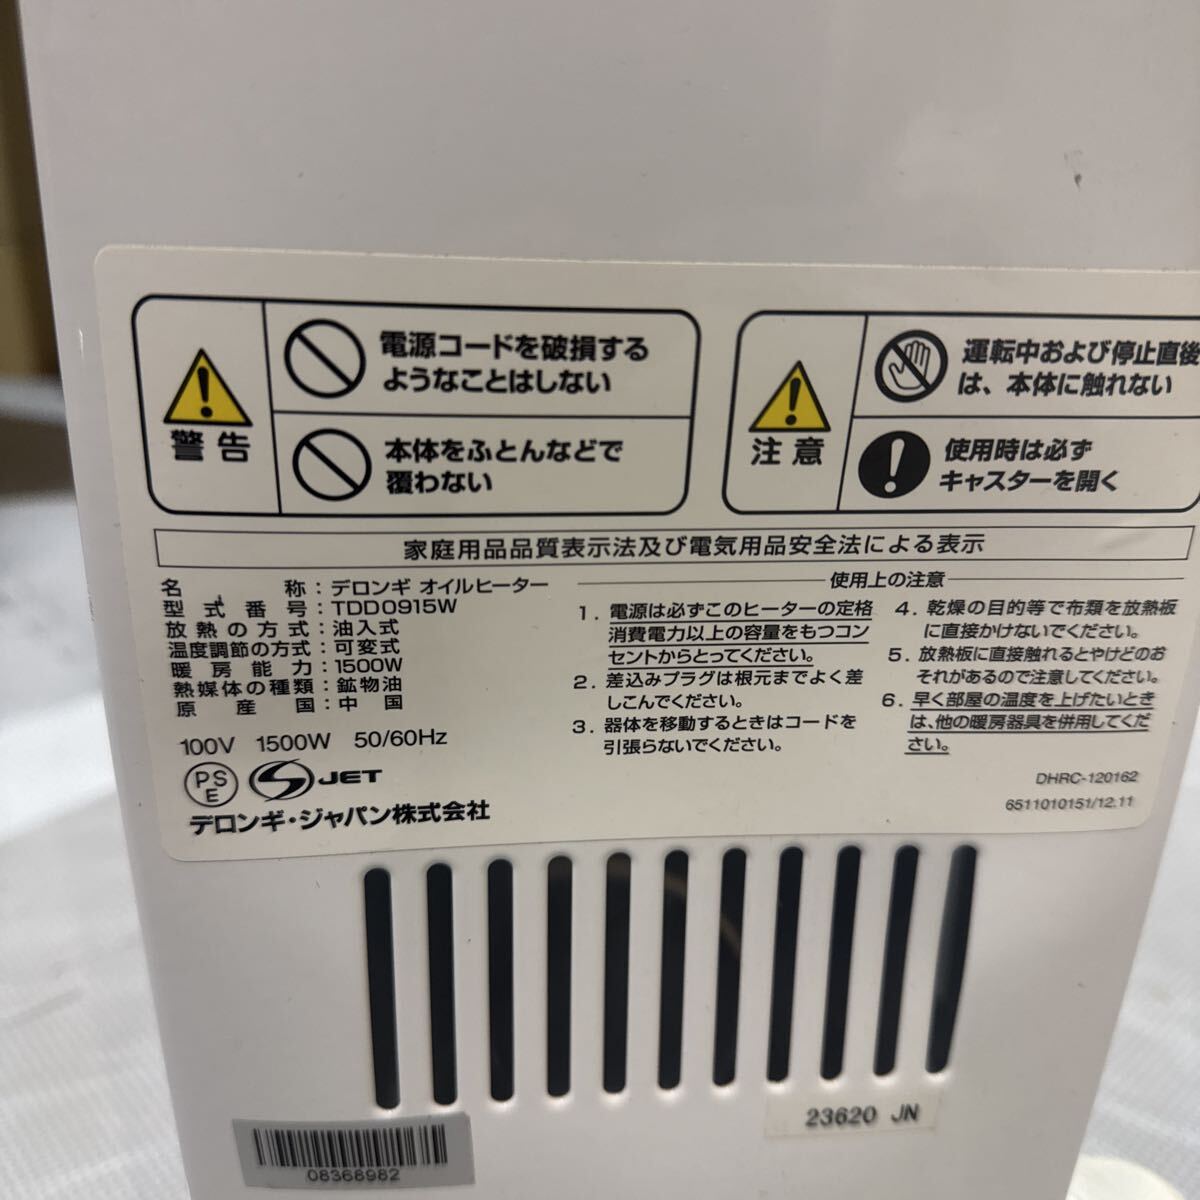 警告
電源コードを破損する
ようなことはしない
本体をふとんなどで
覆わない
注意
運転中および停止直後
は、本体に触れない
使用時は必ず
キャスターを開く
家庭用品品質表示法及び電気用品安全法による表示
名称：デロンギ オイルヒーター
型式番号：TDD0915W
放熱の方式：油入式
温度調節の方式：可変式
暖房能力：1500W
熱媒体の種類：鉱物油
原産国：中国
100V 1500W 50/60Hz
PS
E
JET
デロンギ・ジャパン株式会社
使用上の注意
1．電源は必ずこのヒーターの定格
消費電力以上の容量をもつコン
セントからとってください。
2．差込みプラグは根元までよく差
しこんでください。
3．器体を移動するときはコードを
引張らないでください。
4．乾燥の目的等で布類を放熱板
に直接かけないでください。
5．放熱板に直接触れるとやけどのお
それがあるので注意してください。
6．早く部屋の温度を上げたいとき
は、他の暖房器具を併用してくだ
さい。
DHRC-120162
6511010151/12.11
23620 JN
08368982